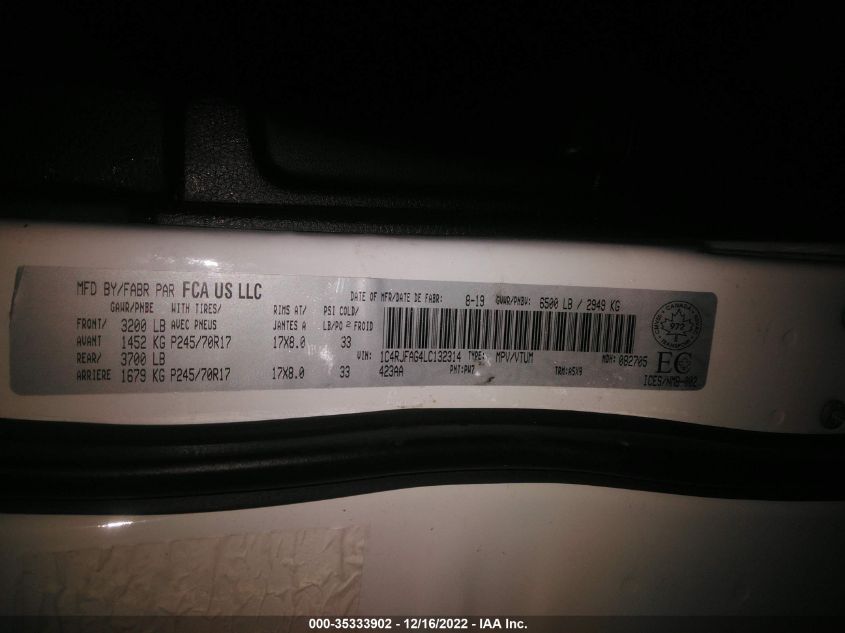 MFD BY/FABR PAR FCA US LLC
DATE OF MFR/DATE DE FABR: 8-19 GVWR/PNBV: 6500 LB / 2949 KG
GAWR/PNBE WITH TIRES/ RIMS AT/ PSI COLD/
FRONT/ 3200 LB AVEC PNEUS JANTES A LB/PO2 FROID
AVANT 1452 KG P245/70R17 17X8.0 33
REAR/ 3700 LB
ARRIERE 1679 KG P245/70R17 17X8.0 33
VIN: 1C4RJFAG4LC132314 TYPE: MPV/VTUM MDH: 082705
423AA PNT:PW7 TRM:A5X9
CANADA
972
TRANSPORT
EC
ICES/NMB-002
000-35333902 - 12/16/2022 - IAA Inc.